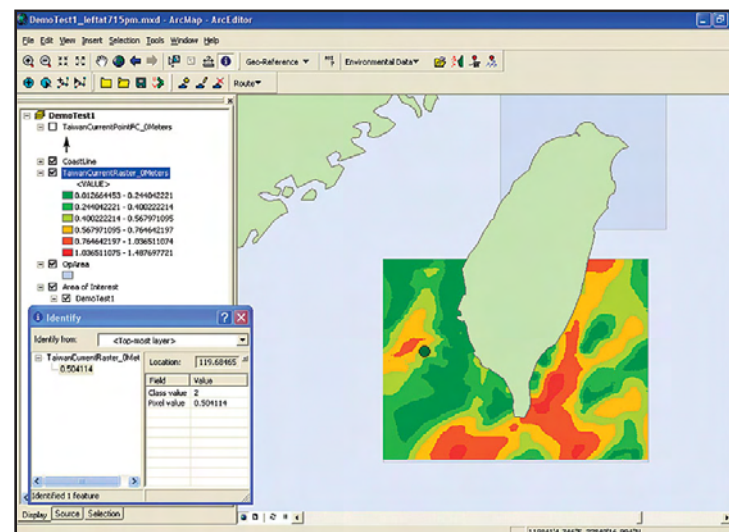 DemoTest1_leftat715pm.mxd - ArcMap - ArcEditor
File Edit View Insert Selection Tools Window Help
Geo-Reference Environmental Data
Route
DemoTest1
TaiwanCurrentPointFC_0Meters
CoastLine
TaiwanCurrentRaster_0Meters
<VALUE>
0.012664453 - 0.244042221
0.244042221 - 0.400222214
0.400222214 - 0.567971095
0.567971095 - 0.764642197
0.764642197 - 1.036511074
1.036511075 - 1.487697721
OpArea
Area of Interest
DemoTest1
Identify
Identify from: <Top-most layer>
TaiwanCurrentRaster_0Met
0.504114
Location: 119.68465
Field Value
Class value 2
Pixel value 0.504114
Identified 1 feature
Display Source Selection